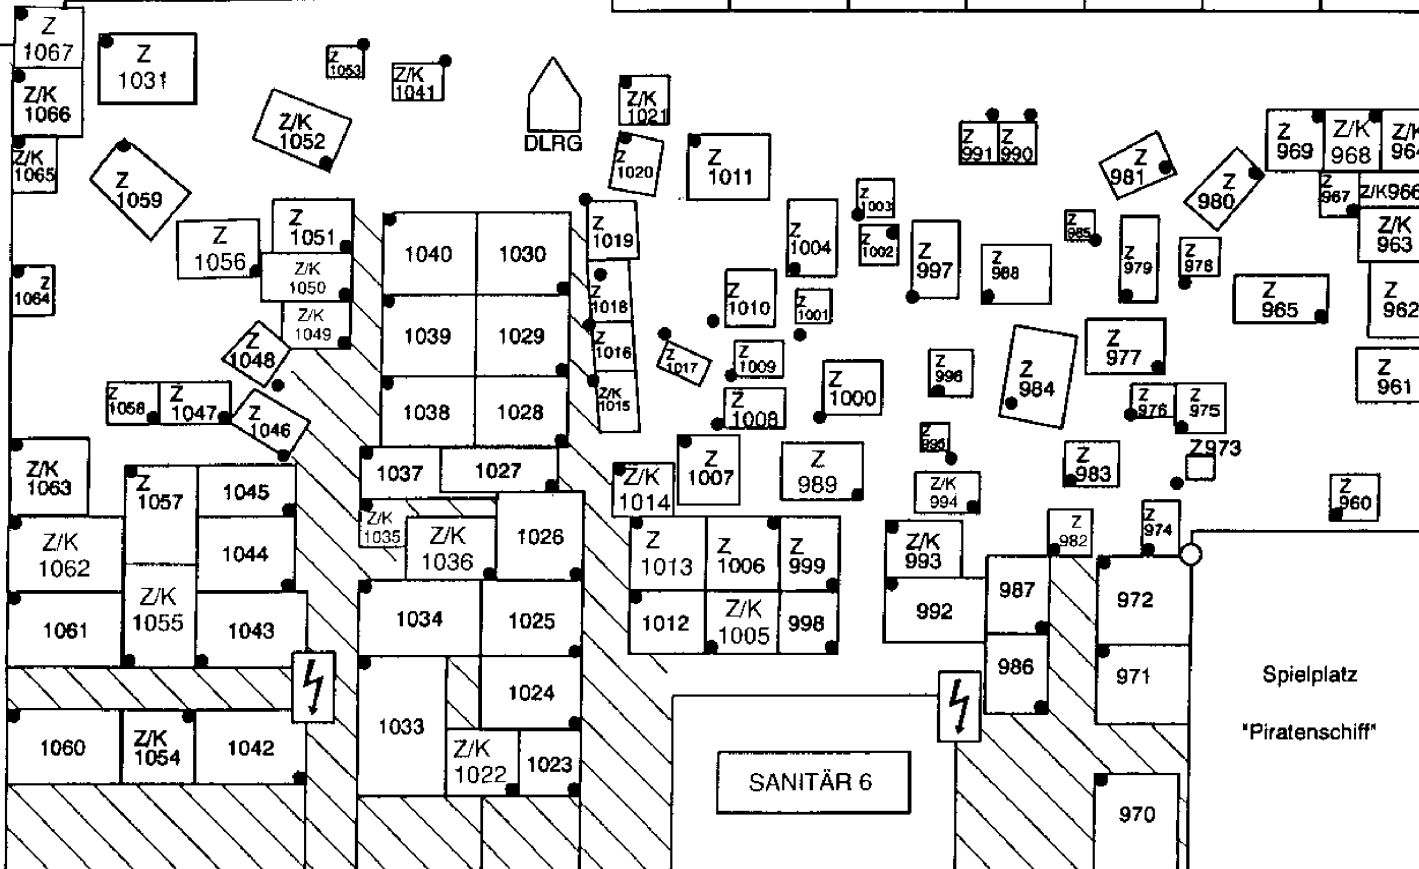 Z
1067
Z
1031
Z
1053
Z/K
1041
Z/K
1066
Z/K
1052
DLRG
Z/K
1021
Z/K
1065
Z
1059
Z
1020
Z
1011
Z
991
Z
990
Z
981
Z
980
Z
969
Z/K
968
Z
967
Z/K966
Z/K
963
Z
1056
Z
1051
Z/K
1050
Z/K
1049
1040
1030
Z
1019
Z
1004
Z
1003
Z
1002
Z
997
Z
988
Z
985
Z
979
Z
978
Z
1064
Z
1018
Z
1010
Z
1001
Z
965
Z
962
1039
1029
Z
1048
Z
1016
Z
1017
Z
1009
Z
977
Z
961
Z
1058
Z
1047
Z
1046
1038
1028
Z/K
1015
Z
1008
Z
1000
Z
996
Z
984
Z
976
Z
975
Z/K
1063
Z
1057
1045
1037
1027
Z/K
1014
Z
1007
Z
989
Z
995
Z/K
994
Z
983
Z973
Z
960
Z/K
1062
1044
Z/K
1035
Z/K
1036
1026
Z
1013
Z
1006
Z
999
Z/K
993
Z
982
Z
974
1061
Z/K
1055
1043
1034
1025
1012
Z/K
1005
998
992
987
972
1033
1024
986
971
Spielplatz
"Piratenschiff"
1060
Z/K
1054
1042
Z/K
1022
1023
SANITÄR 6
970